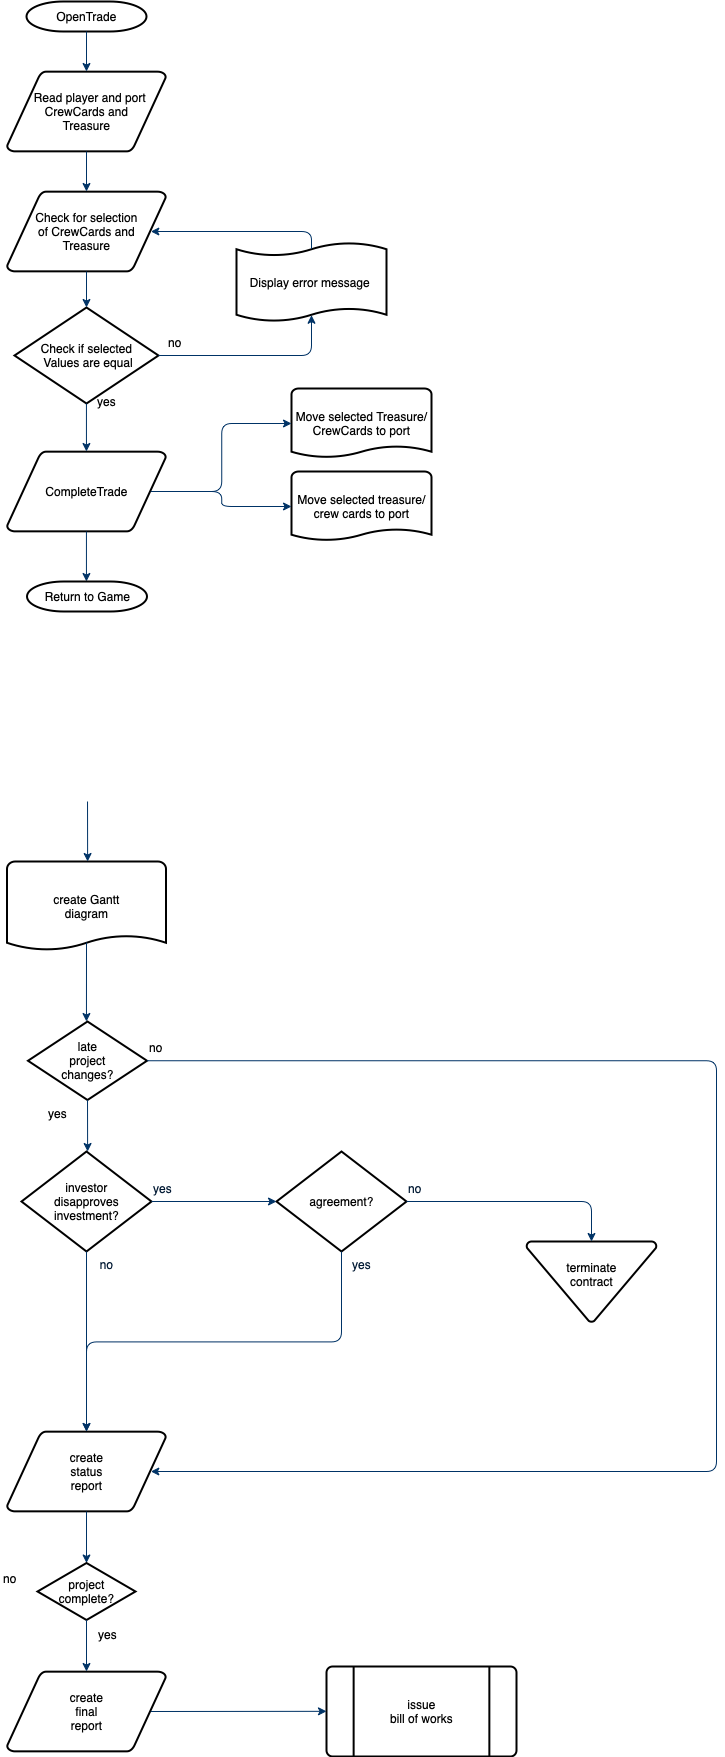 OpenTrade
Read player and port
CrewCards and
Treasure
Check for selection
of CrewCards and
Treasure
Display error message
no
Check if selected
Values are equal
yes
Move selected Treasure/
CrewCards to port
CompleteTrade
Move selected treasure/
crew cards to port
Return to Game
create Gantt
diagram
late
project
changes?
no
yes
investor
disapproves
investment?
yes
agreement?
no
terminate
contract
no
yes
create
status
report
no
project
complete?
yes
create
final
report
issue
bill of works